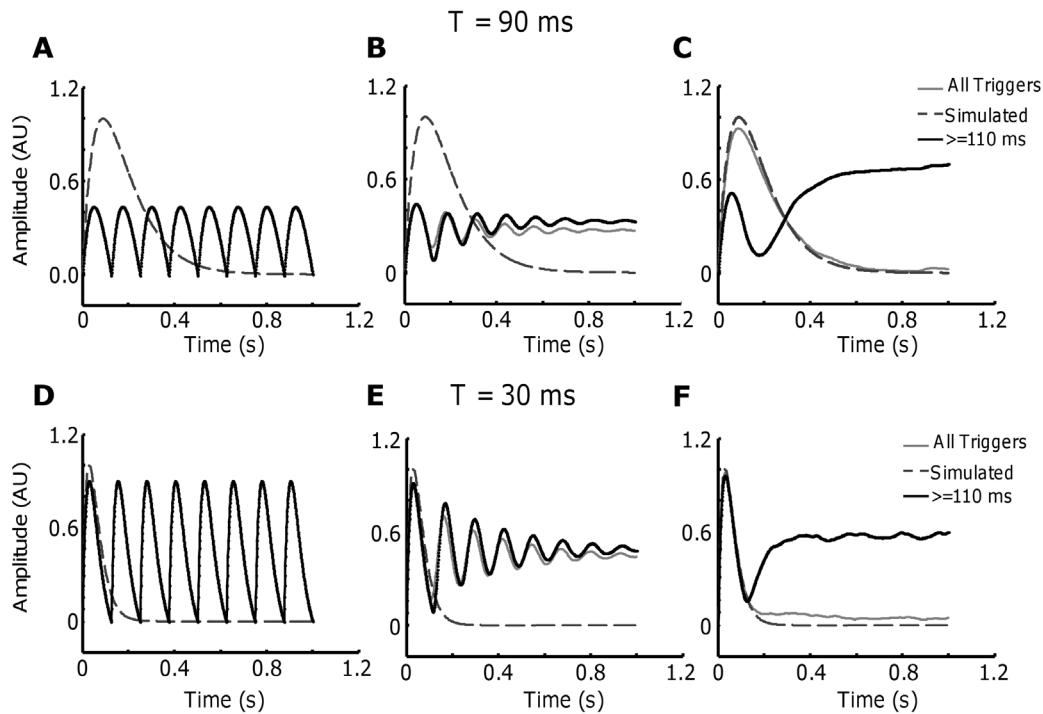 T = 90 ms
A
B
C
Amplitude (AU)
1.2
0.6
0.0
0
0.4
0.8
1.2
Time (s)
1.2
0.6
0
0
0.4
0.8
1.2
Time (s)
1.2
0.6
0
0
0.4
0.8
1.2
Time (s)
All Triggers
Simulated
>=110 ms
T = 30 ms
D
E
F
Amplitude (AU)
1.2
0.6
0
0
0.4
0.8
1.2
Time (s)
1.2
0.6
0
0
0.4
0.8
1.2
Time (s)
1.2
0.6
0
0
0.4
0.8
1.2
Time (s)
All Triggers
Simulated
>=110 ms